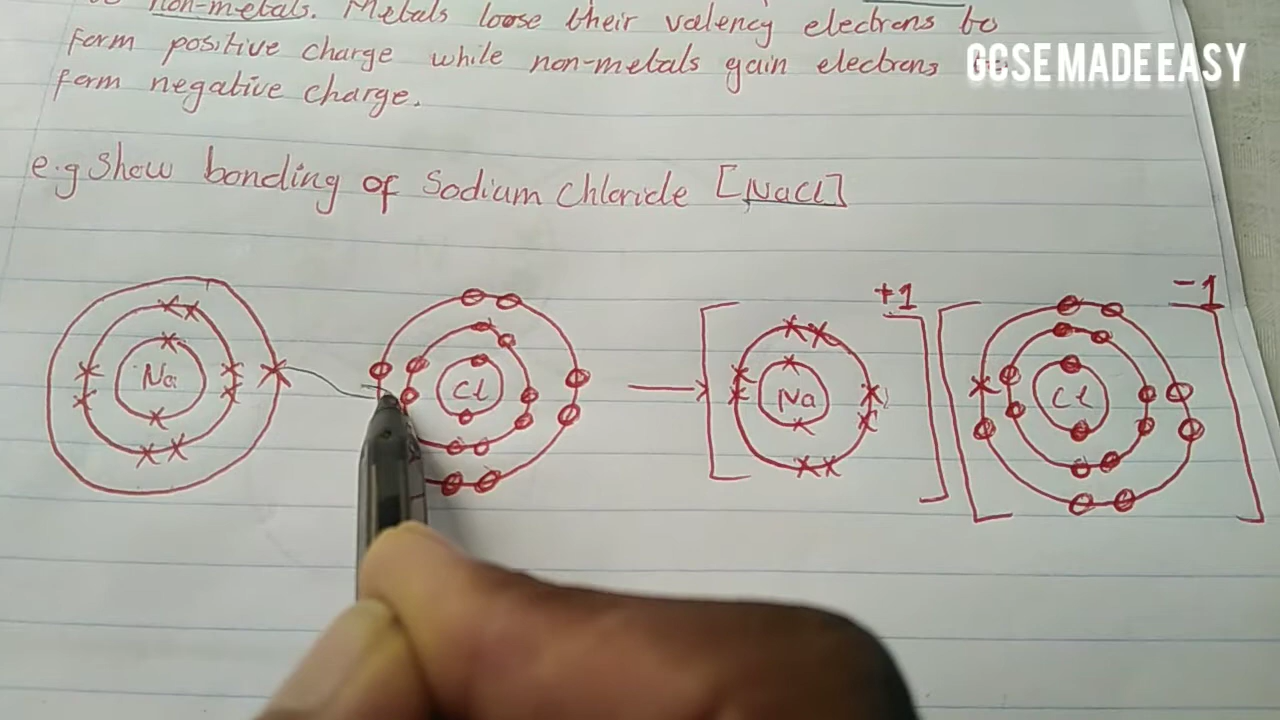 non-metals. Metals loose their valency electrons to
form positive charge while non-metals gain electrons
form negative charge.
GCSE MADE EASY
e.g Show bonding of Sodium Chloride [NaCl]
+1
-1
Na
Cl
Na
Cl